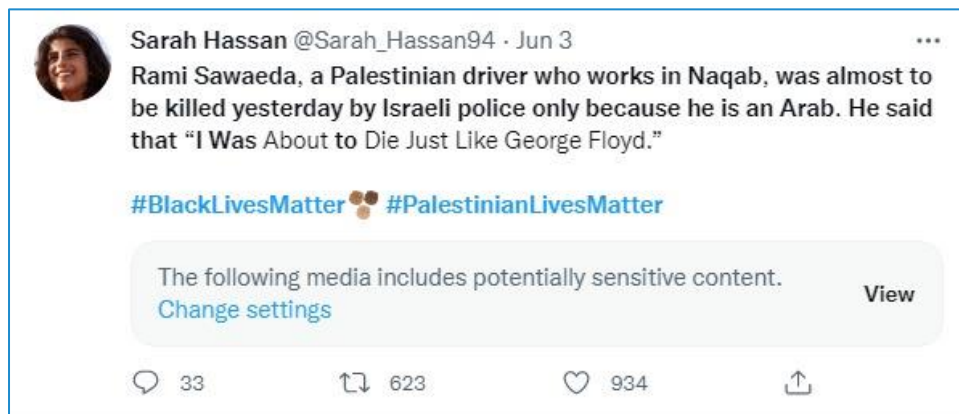 Sarah Hassan @Sarah_Hassan94 · Jun 3
Rami Sawaeda, a Palestinian driver who works in Naqab, was almost to
be killed yesterday by Israeli police only because he is an Arab. He said
that “I Was About to Die Just Like George Floyd.”
#BlackLivesMatter #PalestinianLivesMatter
The following media includes potentially sensitive content.
Change settings
View
33 623 934